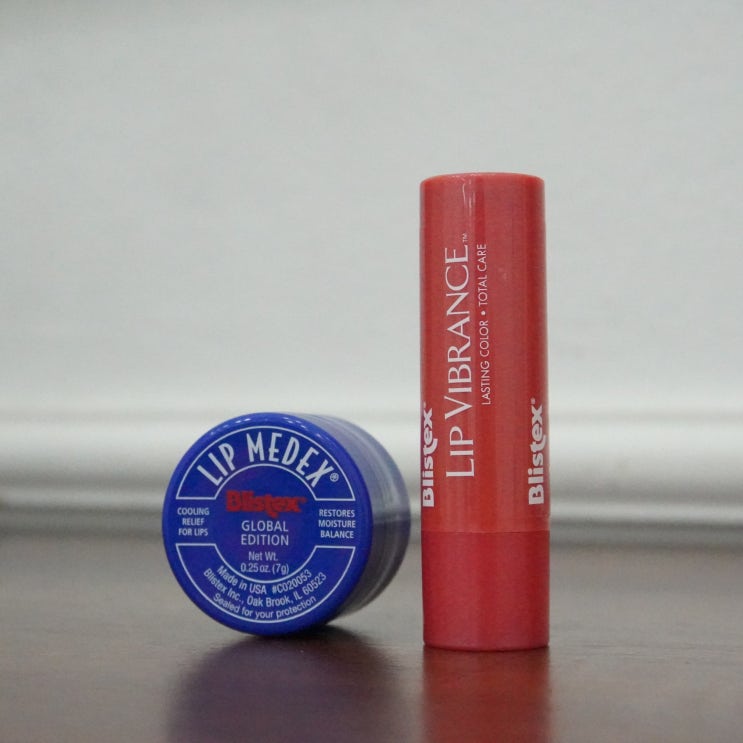 LIP MEDEX®
Blistex®
COOLING
RELIEF
FOR LIPS
GLOBAL
EDITION
RESTORES
MOISTURE
BALANCE
Net Wt.
0.25 oz. (7g)
Made in USA #C020053
Blistex Inc., Oak Brook, IL 60523
Sealed for your protection
Blistex®
LIP VIBRANCE™
LASTING COLOR • TOTAL CARE
Blistex®